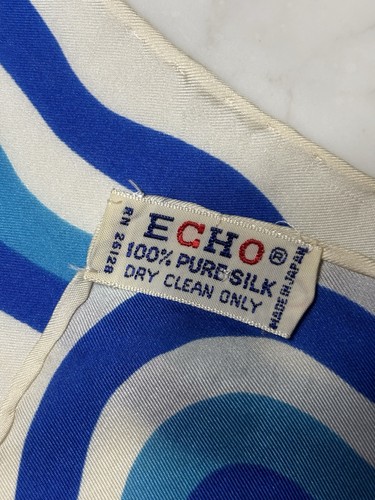 ECHO®
100% PURE SILK
DRY CLEAN ONLY
RN 26128
MADE IN JAPAN